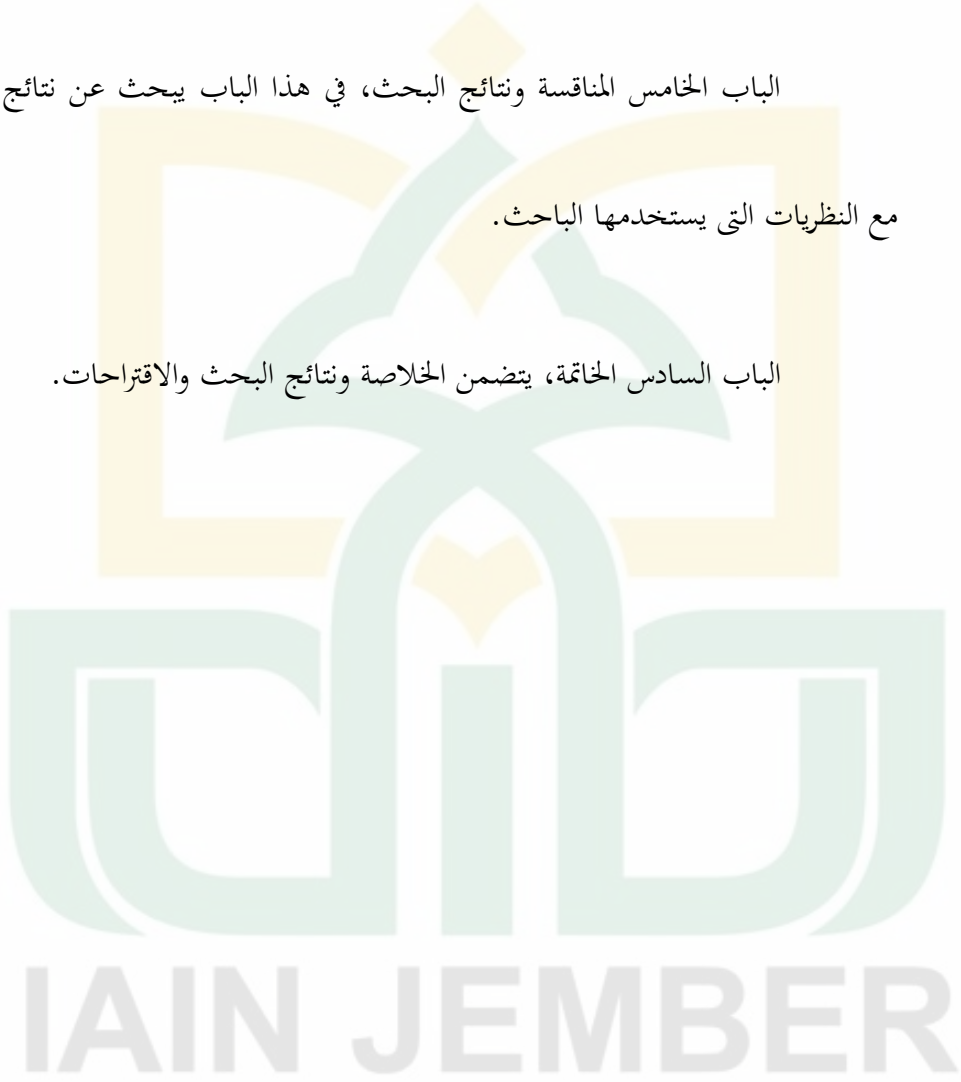 الباب الخامس المناقسة ونتائج البحث، في هذا الباب يبحث عن نتائج
مع النظريات التى يستخدمها الباحث.
الباب السادس الخاتمة، يتضمن الخلاصة ونتائج البحث والاقتراحات.
IAIN JEMBER